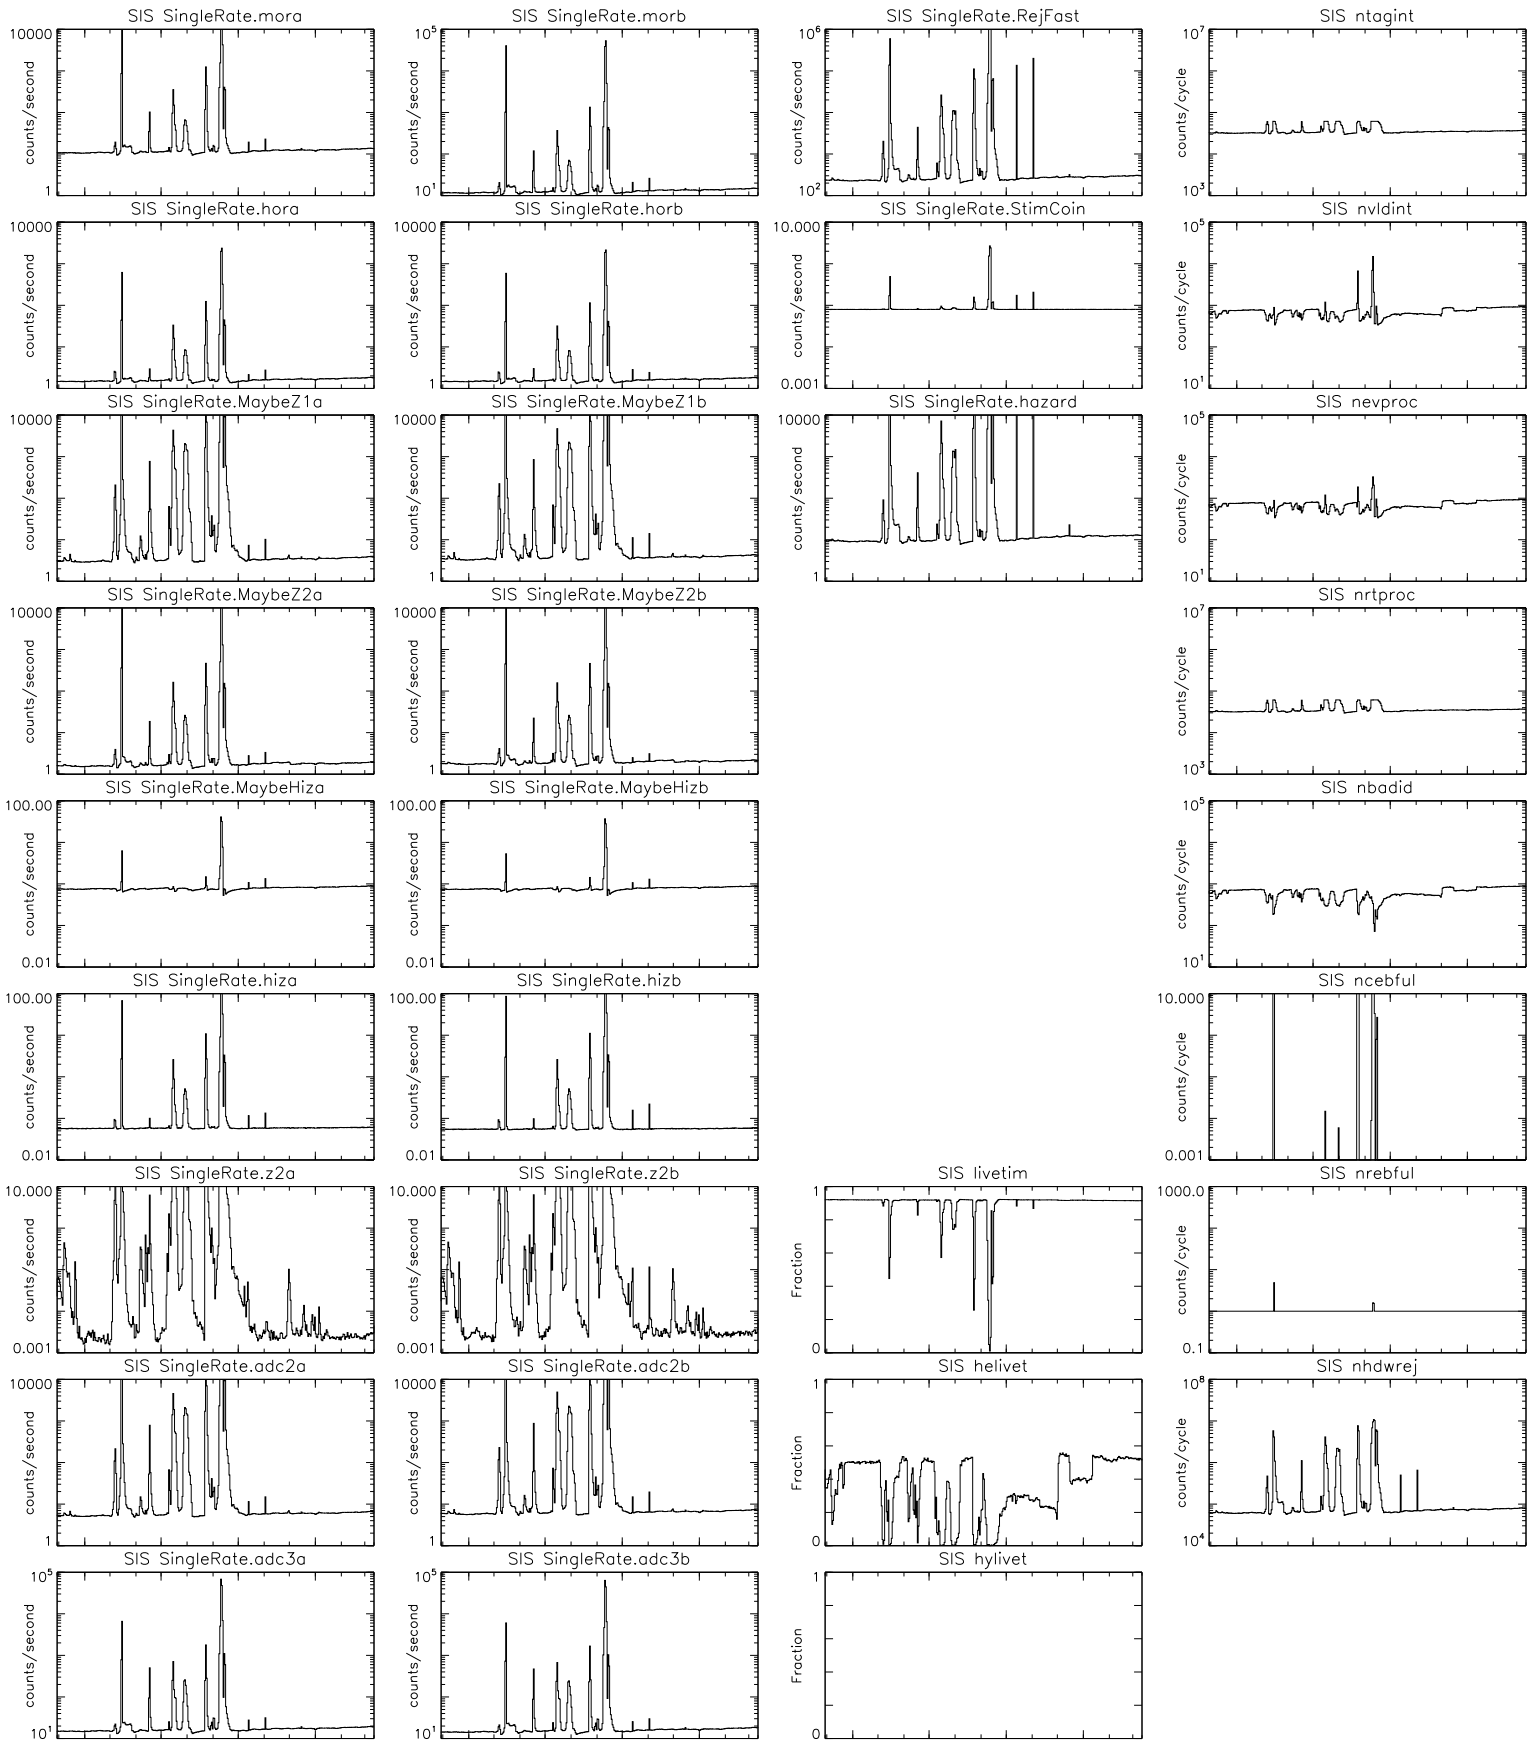 SIS SingleRate.mora
SIS SingleRate.morb
SIS SingleRate.RejFast
SIS ntagint
10000
1
counts/second
10^5
10^1
counts/second
10^6
10^2
counts/second
10^7
10^3
counts/cycle
SIS SingleRate.hora
SIS SingleRate.horb
SIS SingleRate.StimCoin
SIS nvldint
10000
1
counts/second
10000
1
counts/second
10.000
0.001
counts/second
10^5
10^1
counts/cycle
SIS SingleRate.MaybeZ1a
SIS SingleRate.MaybeZ1b
SIS SingleRate.hazard
SIS nevproc
10000
1
counts/second
10000
1
counts/second
10000
1
counts/second
10^5
10^1
counts/cycle
SIS SingleRate.MaybeZ2a
SIS SingleRate.MaybeZ2b
SIS nrtproc
10000
1
counts/second
10000
1
counts/second
10^7
10^3
counts/cycle
SIS SingleRate.MaybeHiza
SIS SingleRate.MaybeHizb
SIS nbadid
100.00
0.01
counts/second
100.00
0.01
counts/second
10^5
10^1
counts/cycle
SIS SingleRate.hiza
SIS SingleRate.hizb
SIS ncebful
100.00
0.01
counts/second
100.00
0.01
counts/second
10.000
0.001
counts/cycle
SIS SingleRate.z2a
SIS SingleRate.z2b
SIS livetim
SIS nrebful
10.000
0.001
counts/second
10.000
0.001
counts/second
1
0
Fraction
1000.0
0.1
counts/cycle
SIS SingleRate.adc2a
SIS SingleRate.adc2b
SIS helivet
SIS nhdwrej
10000
1
counts/second
10000
1
counts/second
1
0
Fraction
10^8
10^4
counts/cycle
SIS SingleRate.adc3a
SIS SingleRate.adc3b
SIS hylivet
10^5
10^1
counts/second
10^5
10^1
counts/second
1
0
Fraction